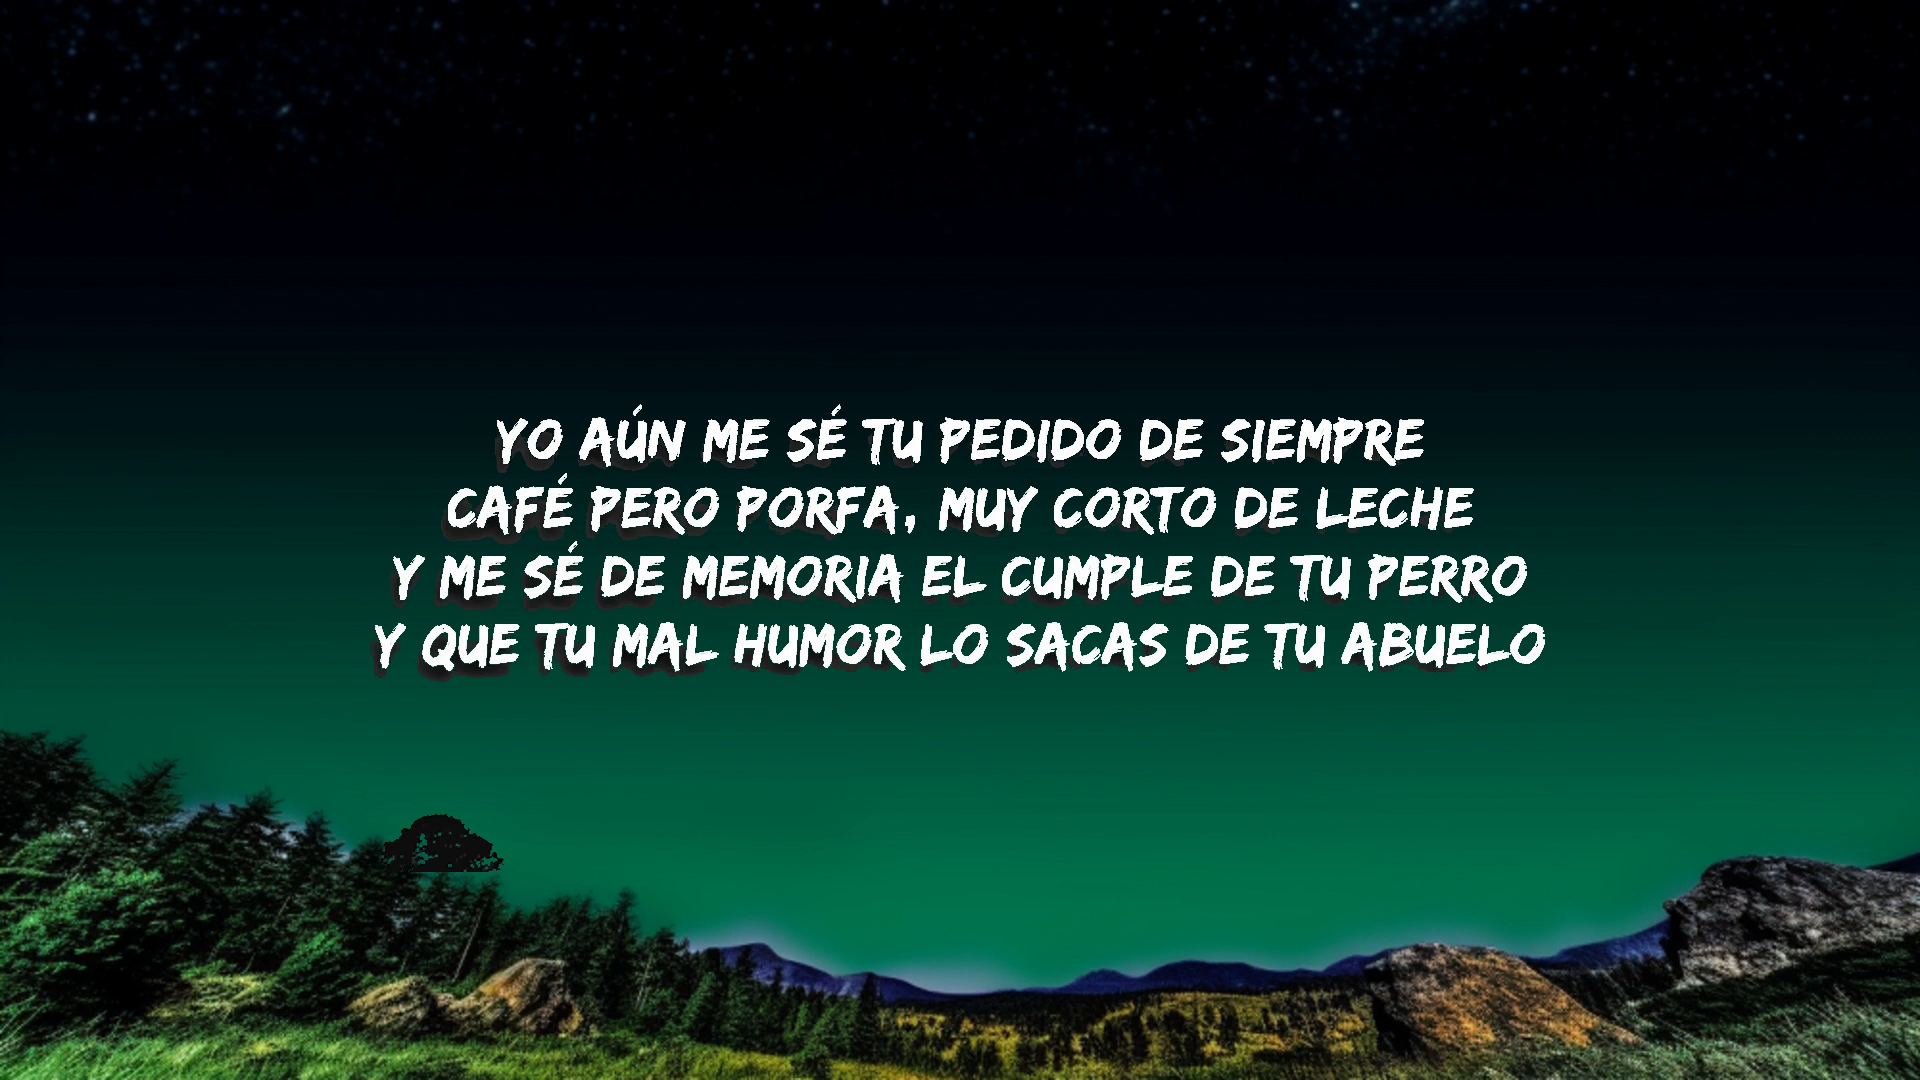 YO AÚN ME SÉ TU PEDIDO DE SIEMPRE
CAFÉ PERO PORFA, MUY CORTO DE LECHE
Y ME SÉ DE MEMORIA EL CUMPLE DE TU PERRO
Y QUE TU MAL HUMOR LO SACAS DE TU ABUELO